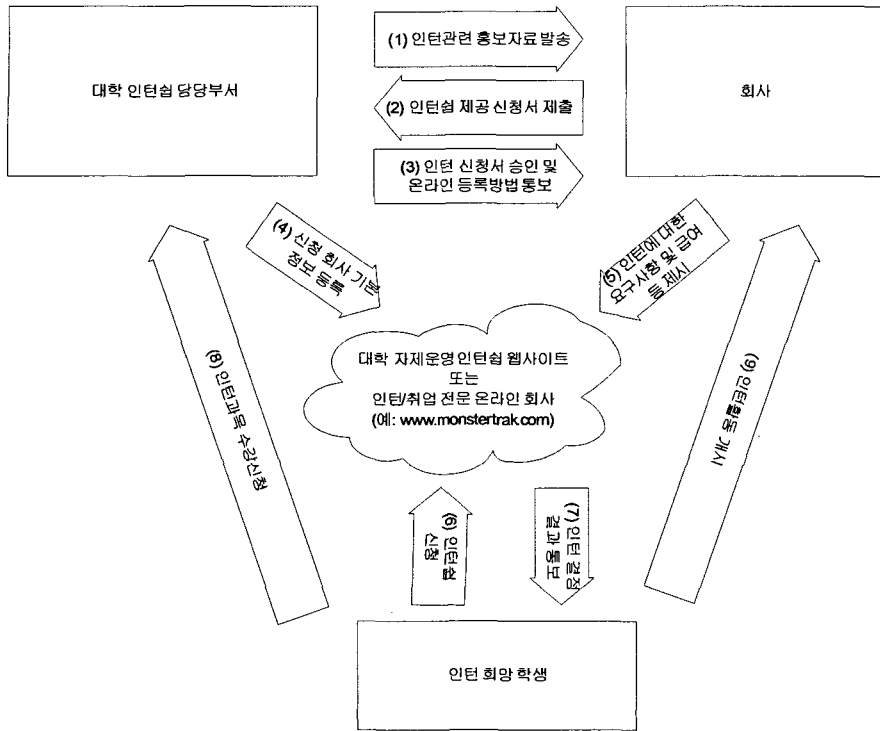 (1) 인턴관련 홍보자료 발송
대학 인턴쉽 담당부서
회사
(2) 인턴쉽 제공 신청서 제출
(3) 인턴 신청서 승인 및
온라인 등록방법 통보
(4) 신청 회사 기본
정보 등록
(5) 인턴에 대한
요구사항 및 급여
등 제시
대학 자체운영인턴쉽 웹사이트
또는
인턴/취업 전문 온라인 회사
(예: www.monstertrak.com)
(8) 인턴과목 수강신청
(9) 인턴활동 개시
(6) 인턴쉽
신청
(7) 인턴 결정
결과 통보
인턴 희망 학생